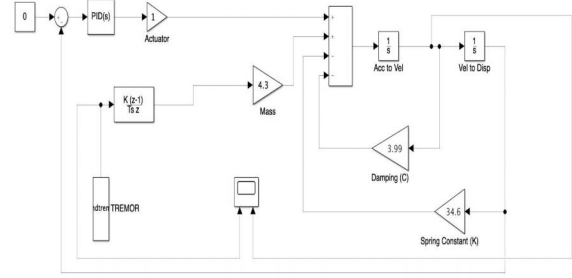 0
PID(s)
1
Actuator
1
s
Acc to Vel
1
s
Vel to Disp
K (z-1)
Ts z
4.3
Mass
3.99
Damping (C)
ndtren TREMOR
34.6
Spring Constant (K)